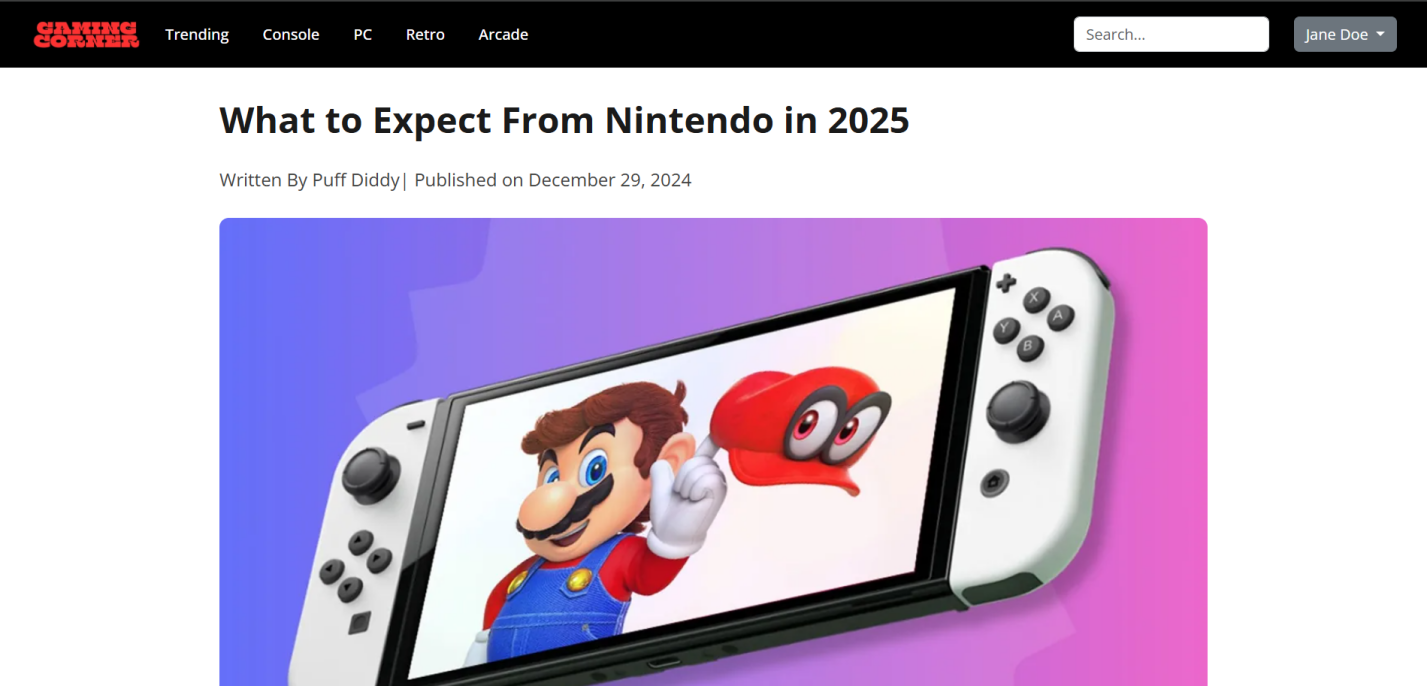 GAMING
CORNER
Trending Console PC Retro Arcade Search... Jane Doe
What to Expect From Nintendo in 2025
Written By Puff Diddy| Published on December 29, 2024
X
Y A
B